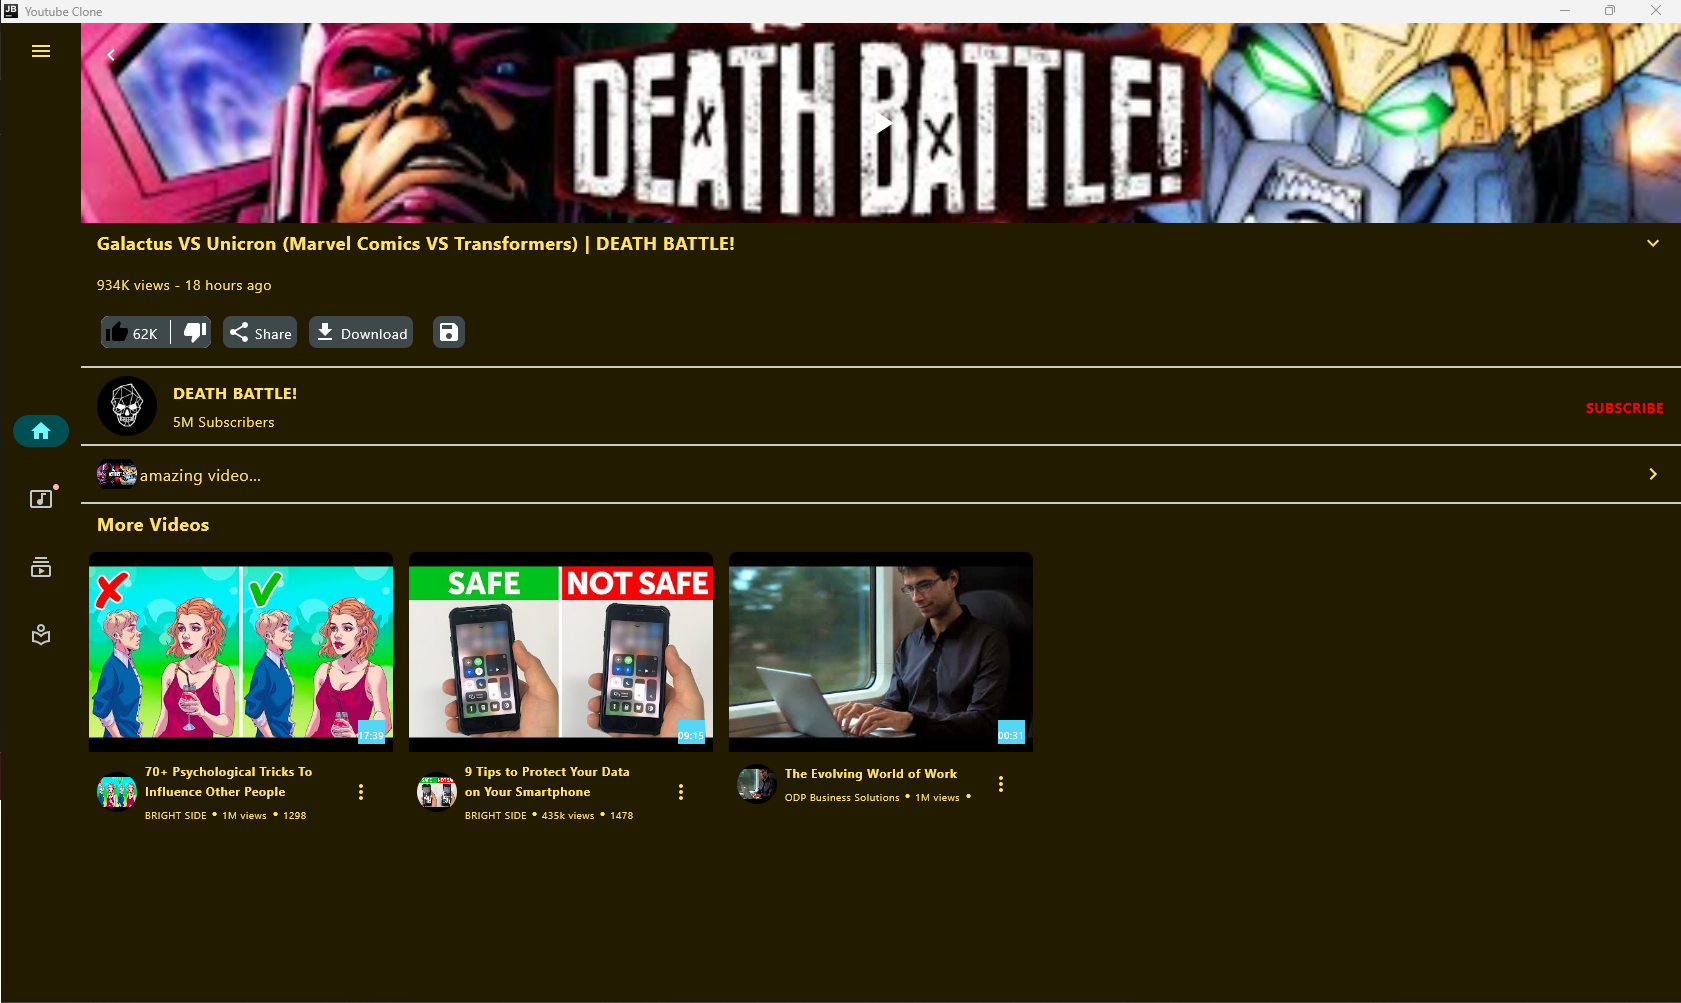 JB
Youtube Clone
DEATH BATTLE!
Galactus VS Unicron (Marvel Comics VS Transformers) | DEATH BATTLE!
934K views - 18 hours ago
62K
Share
Download
DEATH BATTLE!
5M Subscribers
SUBSCRIBE
amazing video...
More Videos
SAFE
NOT SAFE
17:39
09:15
00:31
70+ Psychological Tricks To
Influence Other People
BRIGHT SIDE • 1M views • 1298
9 Tips to Protect Your Data
on Your Smartphone
BRIGHT SIDE • 435k views • 1478
The Evolving World of Work
ODP Business Solutions • 1M views •